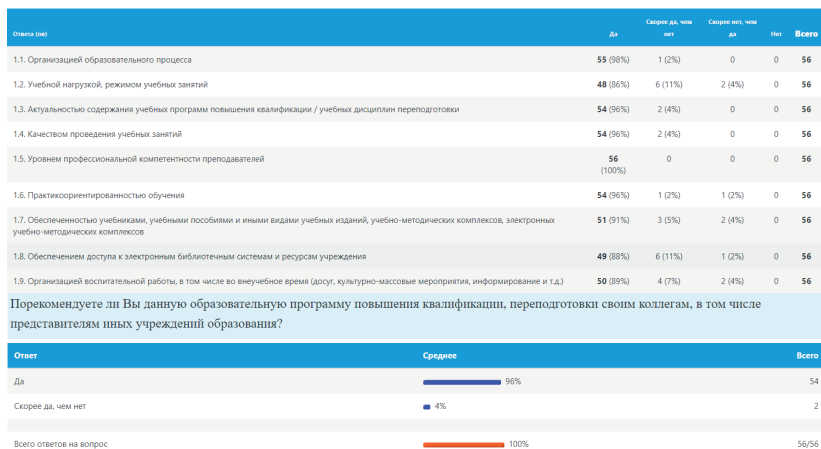 Ответа (ов) Да Скорее да, чем нет Скорее нет, чем да Нет Всего
1.1. Организацией образовательного процесса 55 (98%) 1 (2%) 0 0 56
1.2. Учебной нагрузкой, режимом учебных занятий 48 (86%) 6 (11%) 2 (4%) 0 56
1.3. Актуальностью содержания учебных программ повышения квалификации / учебных дисциплин переподготовки 54 (96%) 2 (4%) 0 0 56
1.4. Качеством проведения учебных занятий 54 (96%) 2 (4%) 0 0 56
1.5. Уровнем профессиональной компетентности преподавателей 56 (100%) 0 0 0 56
1.6. Практикоориентированностью обучения 54 (96%) 1 (2%) 1 (2%) 0 56
1.7. Обеспеченностью учебниками, учебными пособиями и иными видами учебных изданий, учебно-методических комплексов, электронных
учебно-методических комплексов 51 (91%) 3 (5%) 2 (4%) 0 56
1.8. Обеспечением доступа к электронным библиотечным системам и ресурсам учреждения 49 (88%) 6 (11%) 1 (2%) 0 56
1.9. Организацией воспитательной работы, в том числе во внеучебное время (досуг, культурно-массовые мероприятия, информирование и т.д.) 50 (89%) 4 (7%) 2 (4%) 0 56
Порекомендуете ли Вы данную образовательную программу повышения квалификации, переподготовки своим коллегам, в том числе
представителям иных учреждений образования?
Ответ Среднее Всего
Да 96% 54
Скорее да, чем нет 4% 2
Всего ответов на вопрос 100% 56/56